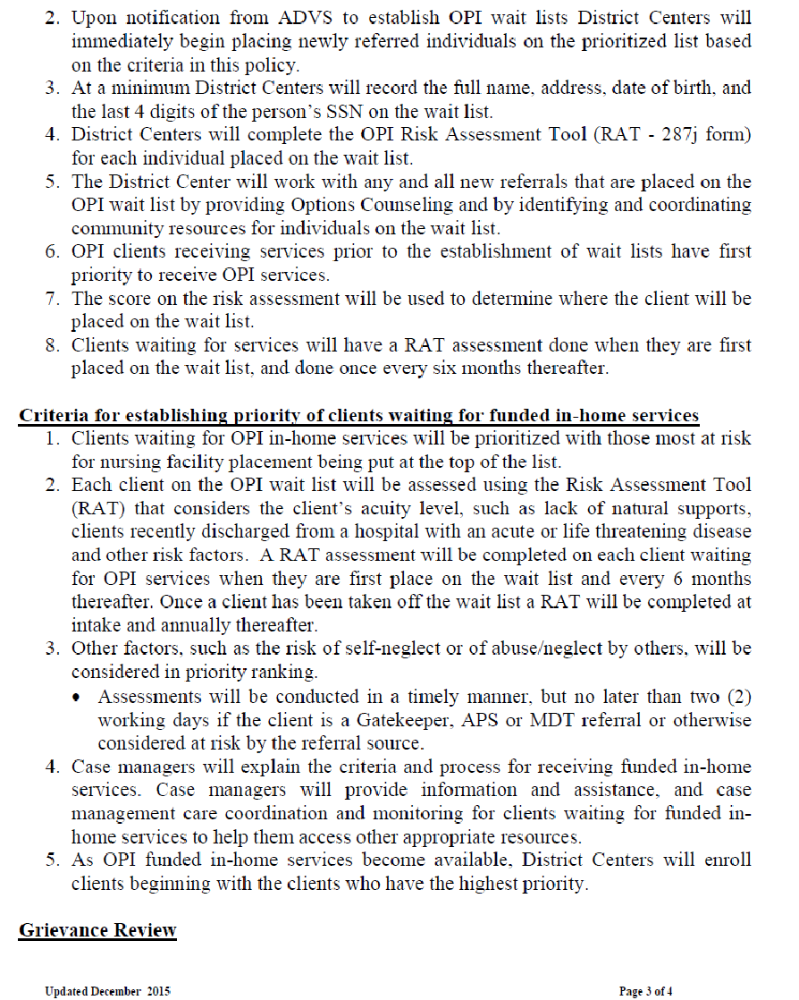 2. Upon notification from ADVS to establish OPI wait lists District Centers will
immediately begin placing newly referred individuals on the prioritized list based
on the criteria in this policy.
3. At a minimum District Centers will record the full name, address, date of birth, and
the last 4 digits of the person's SSN on the wait list.
4. District Centers will complete the OPI Risk Assessment Tool (RAT - 287j form)
for each individual placed on the wait list.
5. The District Center will work with any and all new referrals that are placed on the
OPI wait list by providing Options Counseling and by identifying and coordinating
community resources for individuals on the wait list.
6. OPI clients receiving services prior to the establishment of wait lists have first
priority to receive OPI services.
7. The score on the risk assessment will be used to determine where the client will be
placed on the wait list.
8. Clients waiting for services will have a RAT assessment done when they are first
placed on the wait list, and done once every six months thereafter.
Criteria for establishing priority of clients waiting for funded in-home services
1. Clients waiting for OPI in-home services will be prioritized with those most at risk
for nursing facility placement being put at the top of the list.
2. Each client on the OPI wait list will be assessed using the Risk Assessment Tool
(RAT) that considers the client's acuity level, such as lack of natural supports,
clients recently discharged from a hospital with an acute or life threatening disease
and other risk factors. A RAT assessment will be completed on each client waiting
for OPI services when they are first place on the wait list and every 6 months
thereafter. Once a client has been taken off the wait list a RAT will be completed at
intake and annually thereafter.
3. Other factors, such as the risk of self-neglect or of abuse/neglect by others, will be
considered in priority ranking.
• Assessments will be conducted in a timely manner, but no later than two (2)
working days if the client is a Gatekeeper, APS or MDT referral or otherwise
considered at risk by the referral source.
4. Case managers will explain the criteria and process for receiving funded in-home
services. Case managers will provide information and assistance, and case
management care coordination and monitoring for clients waiting for funded in-
home services to help them access other appropriate resources.
5. As OPI funded in-home services become available, District Centers will enroll
clients beginning with the clients who have the highest priority.
Grievance Review
Updated December 2015 Page 3 of 4